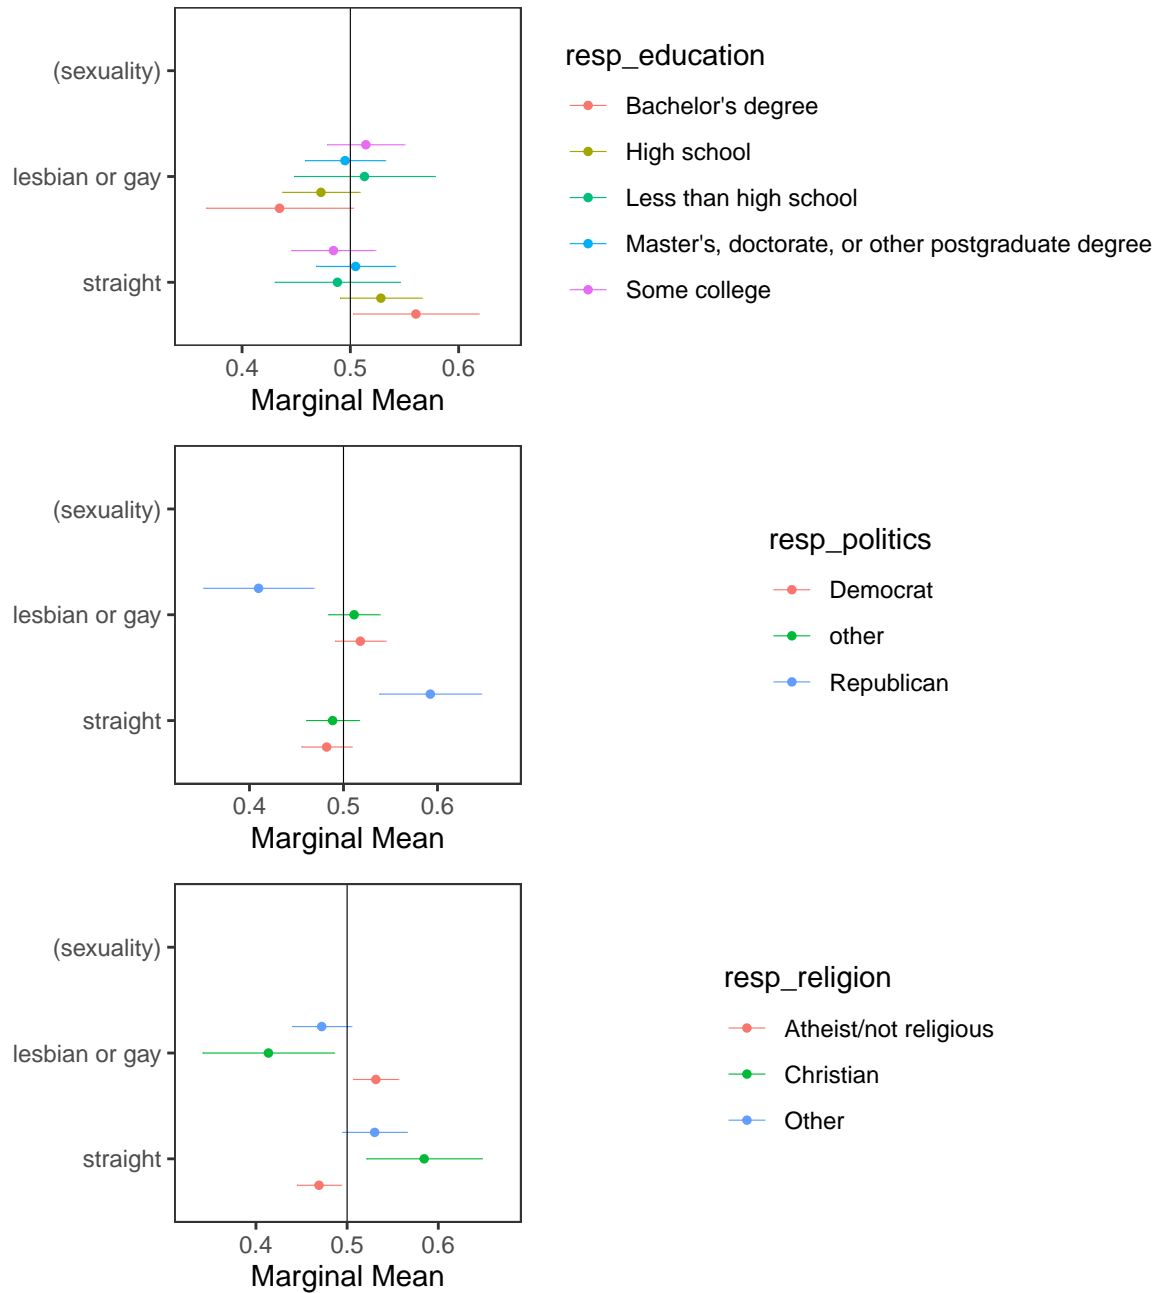 (sexuality)
lesbian or gay
straight
0.4 0.5 0.6
Marginal Mean
resp_education
Bachelor's degree
High school
Less than high school
Master's, doctorate, or other postgraduate degree
Some college
(sexuality)
lesbian or gay
straight
0.4 0.5 0.6
Marginal Mean
resp_politics
Democrat
other
Republican
(sexuality)
lesbian or gay
straight
0.4 0.5 0.6
Marginal Mean
resp_religion
Atheist/not religious
Christian
Other